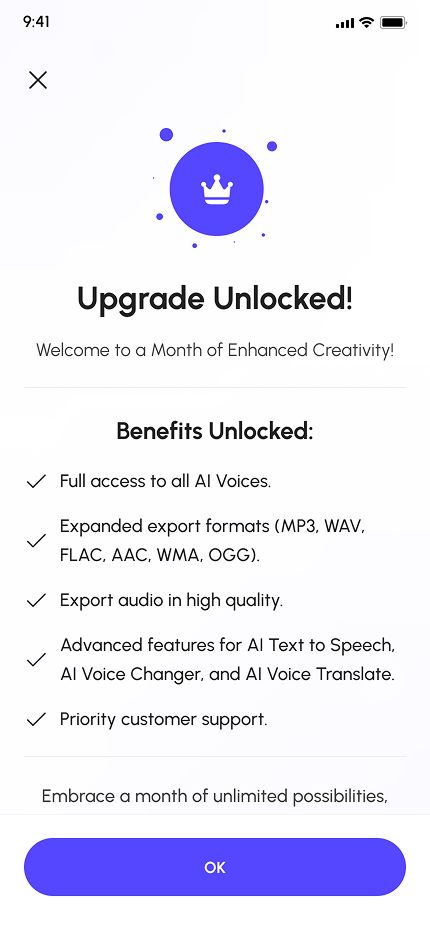 9:41
Upgrade Unlocked!
Welcome to a Month of Enhanced Creativity!
Benefits Unlocked:
Full access to all AI Voices.
Expanded export formats (MP3, WAV,
FLAC, AAC, WMA, OGG).
Export audio in high quality.
Advanced features for AI Text to Speech,
AI Voice Changer, and AI Voice Translate.
Priority customer support.
Embrace a month of unlimited possibilities,
OK